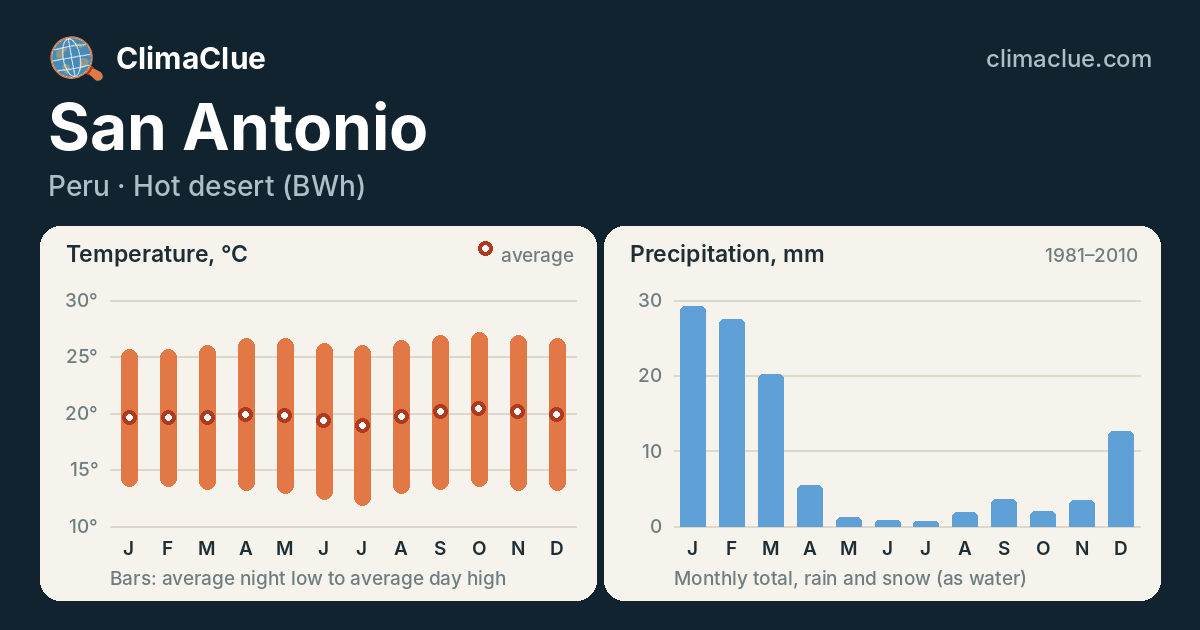 ClimaClue
climaclue.com
San Antonio
Peru · Hot desert (BWh)
Temperature, °C
average
30°
25°
20°
15°
10°
J F M A M J J A S O N D
Bars: average night low to average day high
Precipitation, mm
1981–2010
30
20
10
0
J F M A M J J A S O N D
Monthly total, rain and snow (as water)